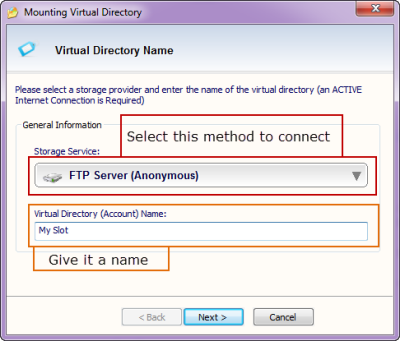 Mounting Virtual Directory
Virtual Directory Name
Please select a storage provider and enter the name of the virtual directory (an ACTIVE
Internet Connection is Required)
General Information
Select this method to connect
Storage Service:
FTP Server (Anonymous)
Virtual Directory (Account) Name:
My Slot
Give it a name
< Back
Next >
Cancel